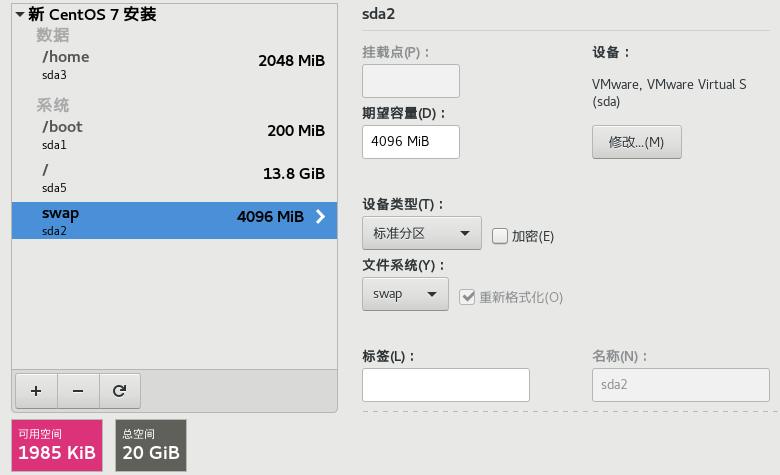 新 CentOS 7 安装
数据
/home 2048 MiB
sda3
系统
/boot 200 MiB
sda1
/ 13.8 GiB
sda5
swap 4096 MiB
sda2
可用空间
1985 KiB
总空间
20 GiB
sda2
挂载点(P)：
设备：
VMware, VMware Virtual S
(sda)
期望容量(D)：
4096 MiB
修改...(M)
设备类型(T)：
标准分区
加密(E)
文件系统(Y)：
swap
重新格式化(O)
标签(L)：
名称(N)：
sda2